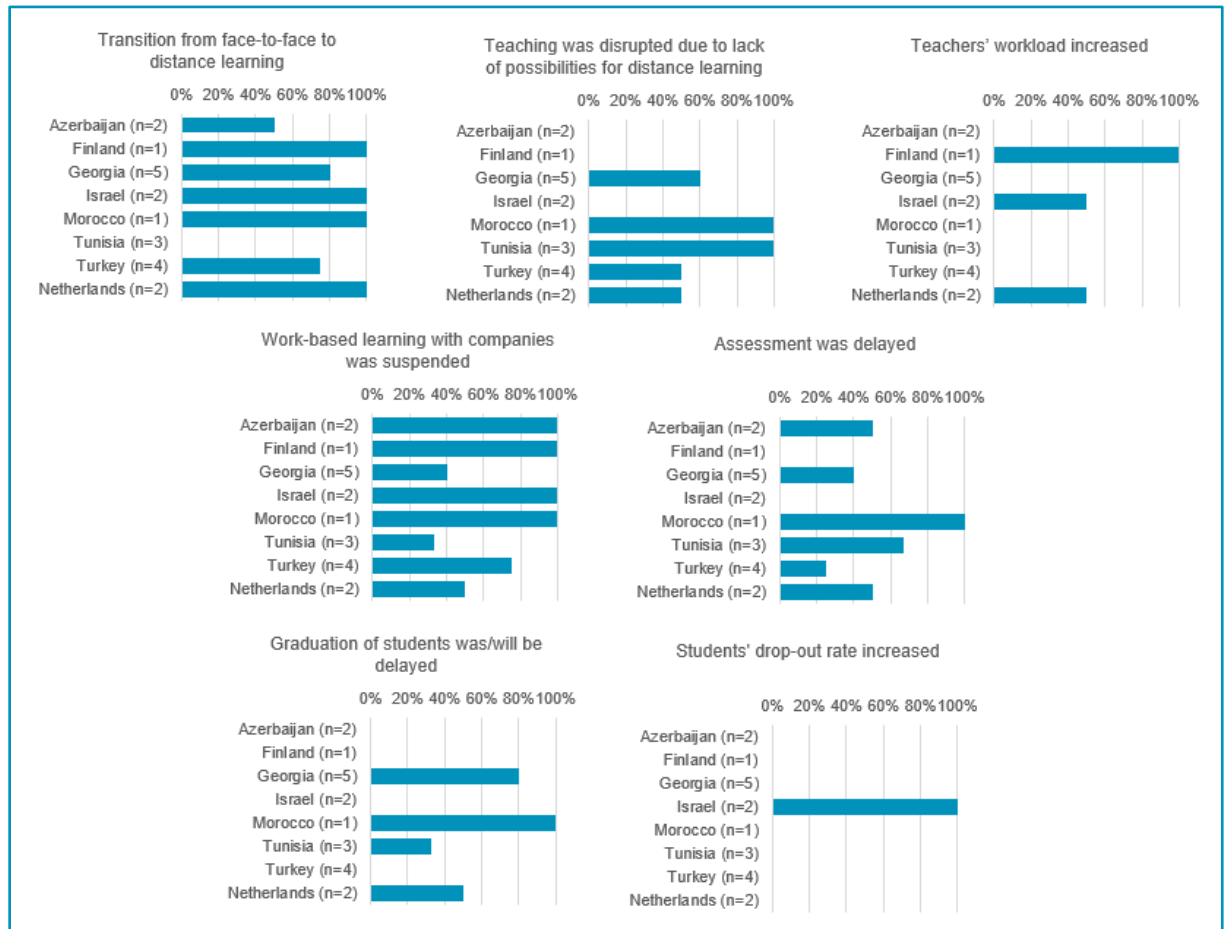 Transition from face-to-face to
distance learning
0% 20% 40% 60% 80% 100%
Azerbaijan (n=2)
Finland (n=1)
Georgia (n=5)
Israel (n=2)
Morocco (n=1)
Tunisia (n=3)
Turkey (n=4)
Netherlands (n=2)
Teaching was disrupted due to lack
of possibilities for distance learning
0% 20% 40% 60% 80% 100%
Azerbaijan (n=2)
Finland (n=1)
Georgia (n=5)
Israel (n=2)
Morocco (n=1)
Tunisia (n=3)
Turkey (n=4)
Netherlands (n=2)
Teachers' workload increased
0% 20% 40% 60% 80% 100%
Azerbaijan (n=2)
Finland (n=1)
Georgia (n=5)
Israel (n=2)
Morocco (n=1)
Tunisia (n=3)
Turkey (n=4)
Netherlands (n=2)
Work-based learning with companies
was suspended
0% 20% 40% 60% 80% 100%
Azerbaijan (n=2)
Finland (n=1)
Georgia (n=5)
Israel (n=2)
Morocco (n=1)
Tunisia (n=3)
Turkey (n=4)
Netherlands (n=2)
Assessment was delayed
0% 20% 40% 60% 80% 100%
Azerbaijan (n=2)
Finland (n=1)
Georgia (n=5)
Israel (n=2)
Morocco (n=1)
Tunisia (n=3)
Turkey (n=4)
Netherlands (n=2)
Graduation of students was/will be
delayed
0% 20% 40% 60% 80% 100%
Azerbaijan (n=2)
Finland (n=1)
Georgia (n=5)
Israel (n=2)
Morocco (n=1)
Tunisia (n=3)
Turkey (n=4)
Netherlands (n=2)
Students' drop-out rate increased
0% 20% 40% 60% 80% 100%
Azerbaijan (n=2)
Finland (n=1)
Georgia (n=5)
Israel (n=2)
Morocco (n=1)
Tunisia (n=3)
Turkey (n=4)
Netherlands (n=2)